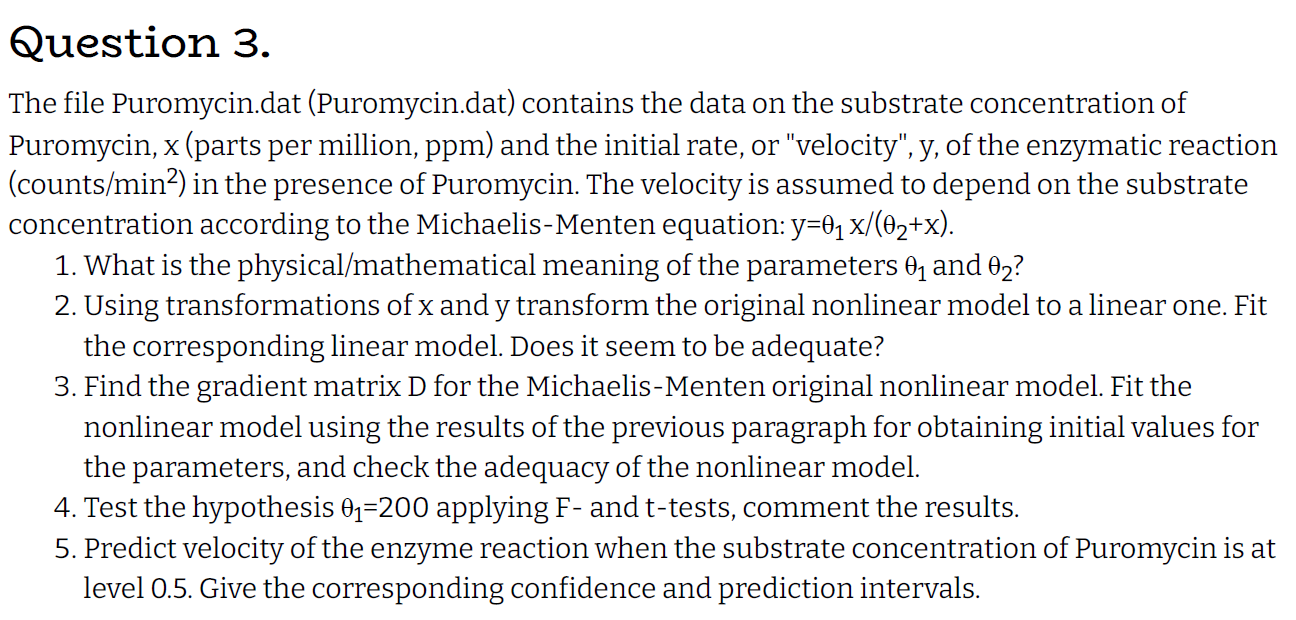 Question 3.
The file Puromycin.dat (Puromycin.dat) contains the data on the substrate concentration of
Puromycin, x (parts per million, ppm) and the initial rate, or "velocity", y, of the enzymatic reaction
(counts/min²) in the presence of Puromycin. The velocity is assumed to depend on the substrate
concentration according to the Michaelis-Menten equation: y=θ₁ x/(θ₂+x).
1. What is the physical/mathematical meaning of the parameters θ₁ and θ₂?
2. Using transformations of x and y transform the original nonlinear model to a linear one. Fit
the corresponding linear model. Does it seem to be adequate?
3. Find the gradient matrix D for the Michaelis-Menten original nonlinear model. Fit the
nonlinear model using the results of the previous paragraph for obtaining initial values for
the parameters, and check the adequacy of the nonlinear model.
4. Test the hypothesis θ₁=200 applying F- and t-tests, comment the results.
5. Predict velocity of the enzyme reaction when the substrate concentration of Puromycin is at
level 0.5. Give the corresponding confidence and prediction intervals.